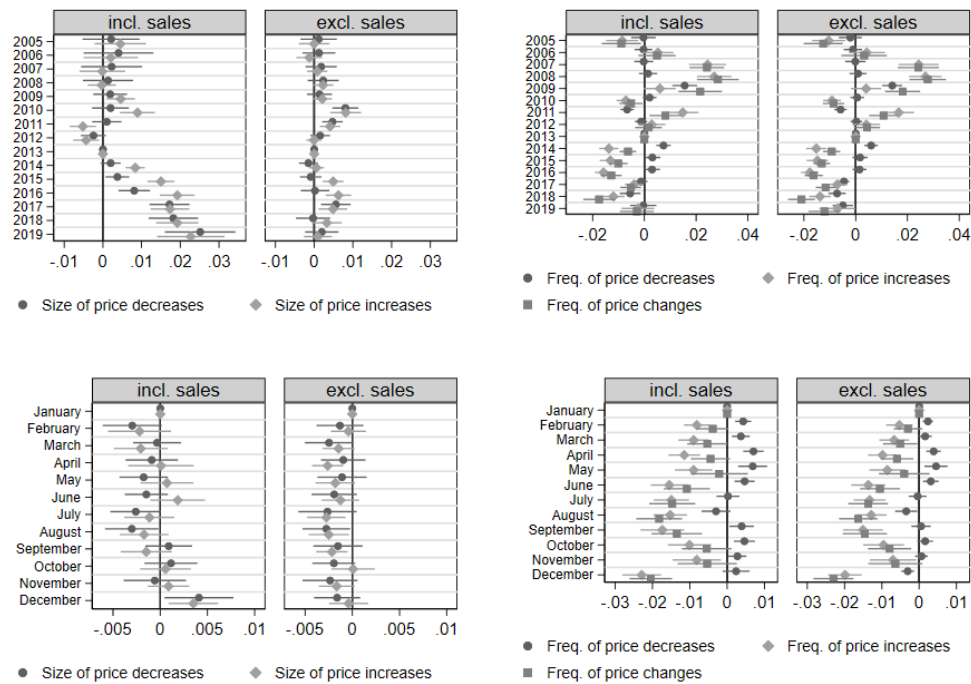 incl. sales excl. sales
2005
2006
2007
2008
2009
2010
2011
2012
2013
2014
2015
2016
2017
2018
2019
-.01 0 .01 .02 .03 -.01 0 .01 .02 .03
Size of price decreases Size of price increases
incl. sales excl. sales
2005
2006
2007
2008
2009
2010
2011
2012
2013
2014
2015
2016
2017
2018
2019
-.02 0 .02 .04 -.02 0 .02 .04
Freq. of price decreases Freq. of price increases
Freq. of price changes
incl. sales excl. sales
January
February
March
April
May
June
July
August
September
October
November
December
-.005 0 .005 .01 -.005 0 .005 .01
Size of price decreases Size of price increases
incl. sales excl. sales
January
February
March
April
May
June
July
August
September
October
November
December
-.03 -.02 -.01 0 .01 -.03 -.02 -.01 0 .01
Freq. of price decreases Freq. of price increases
Freq. of price changes